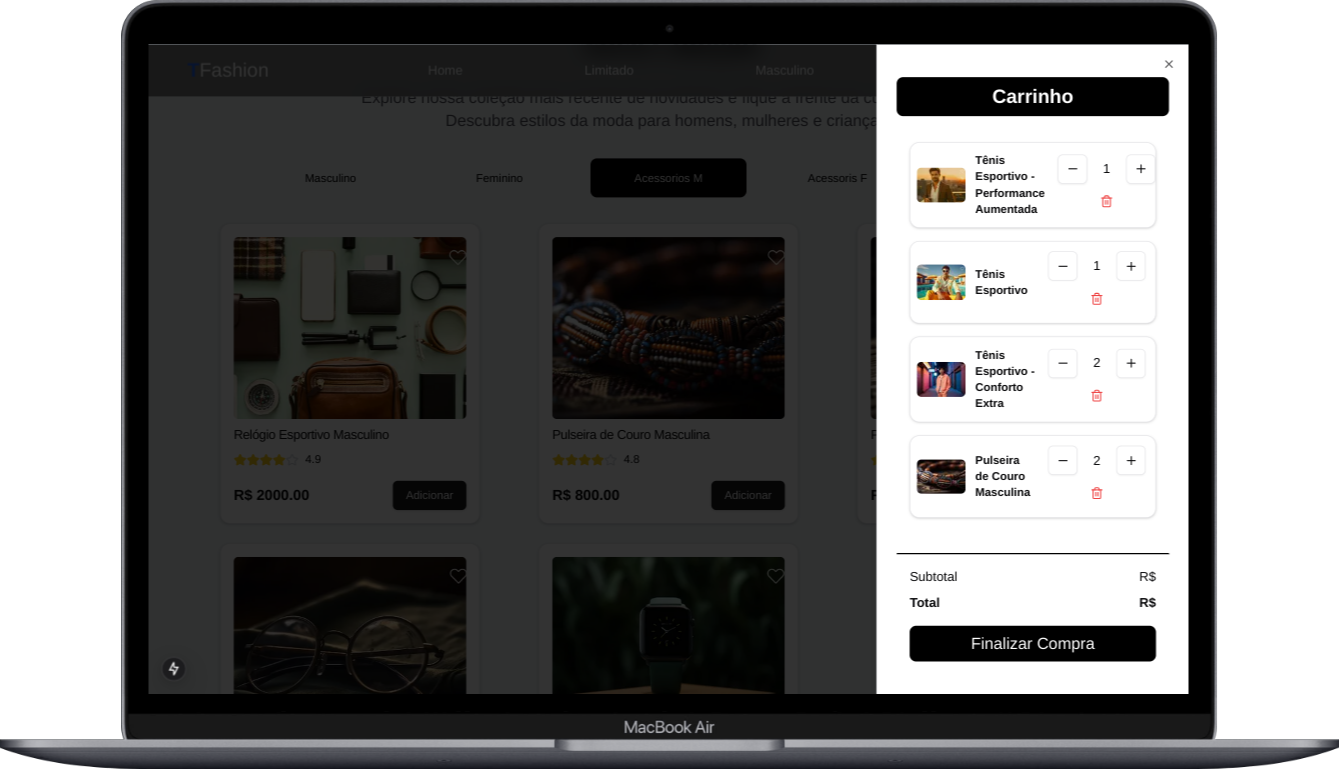 TFashion
Home
Limitado
Masculino
Explore nossa coleção mais recente de novidades e fique à frente da
Descubra estilos da moda para homens, mulheres e criança
Masculino
Feminino
Acessorios M
Acessoris F
Relógio Esportivo Masculino
4.9
R$ 2000.00
Adicionar
Pulseira de Couro Masculina
4.8
R$ 800.00
Adicionar
Carrinho
Tênis
Esportivo -
Performance
Aumentada
1
Tênis
Esportivo
1
Tênis
Esportivo -
Conforto
Extra
2
Pulseira
de Couro
Masculina
2
Subtotal
R$
Total
R$
Finalizar Compra
MacBook Air